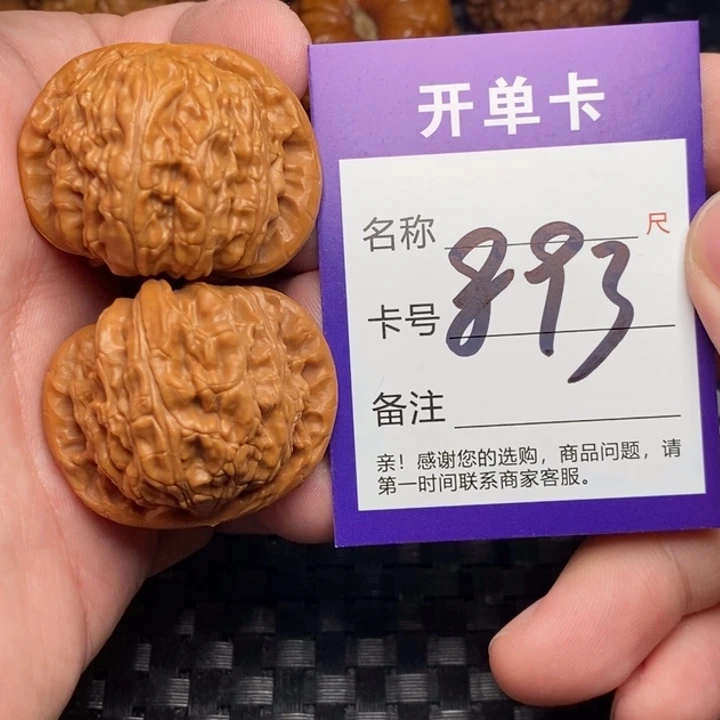 开单卡
名称 尺
卡号 893
备注
亲！感谢您的选购，商品问题，请
第一时间联系商家客服。